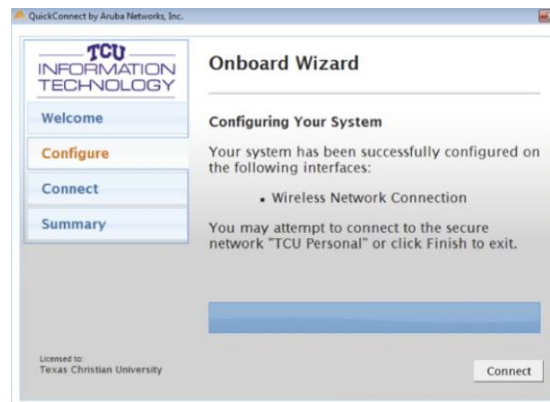 QuickConnect by Aruba Networks, Inc.
TCU
INFORMATION
TECHNOLOGY
Welcome
Configure
Connect
Summary
Licensed to:
Texas Christian University
Onboard Wizard
Configuring Your System
Your system has been successfully configured on
the following interfaces:
• Wireless Network Connection
You may attempt to connect to the secure
network "TCU Personal" or click Finish to exit.
Connect